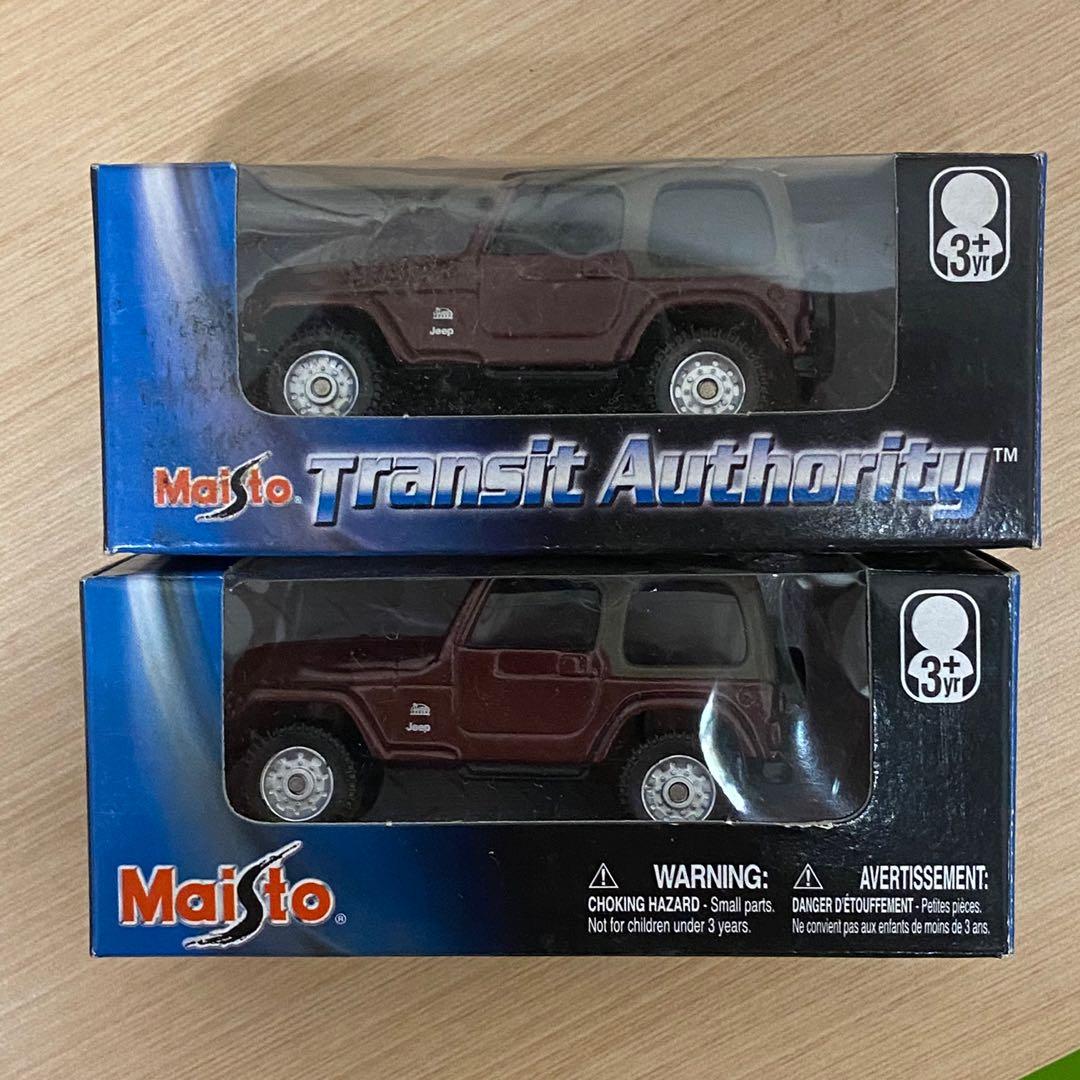 3+
yr
Jeep
Maisto® Transit Authority™
3+
yr
Jeep
Maisto®
WARNING:
CHOKING HAZARD - Small parts.
Not for children under 3 years.
AVERTISSEMENT:
DANGER D'ÉTOUFFEMENT - Petites pièces.
Ne convient pas aux enfants de moins de 3 ans.